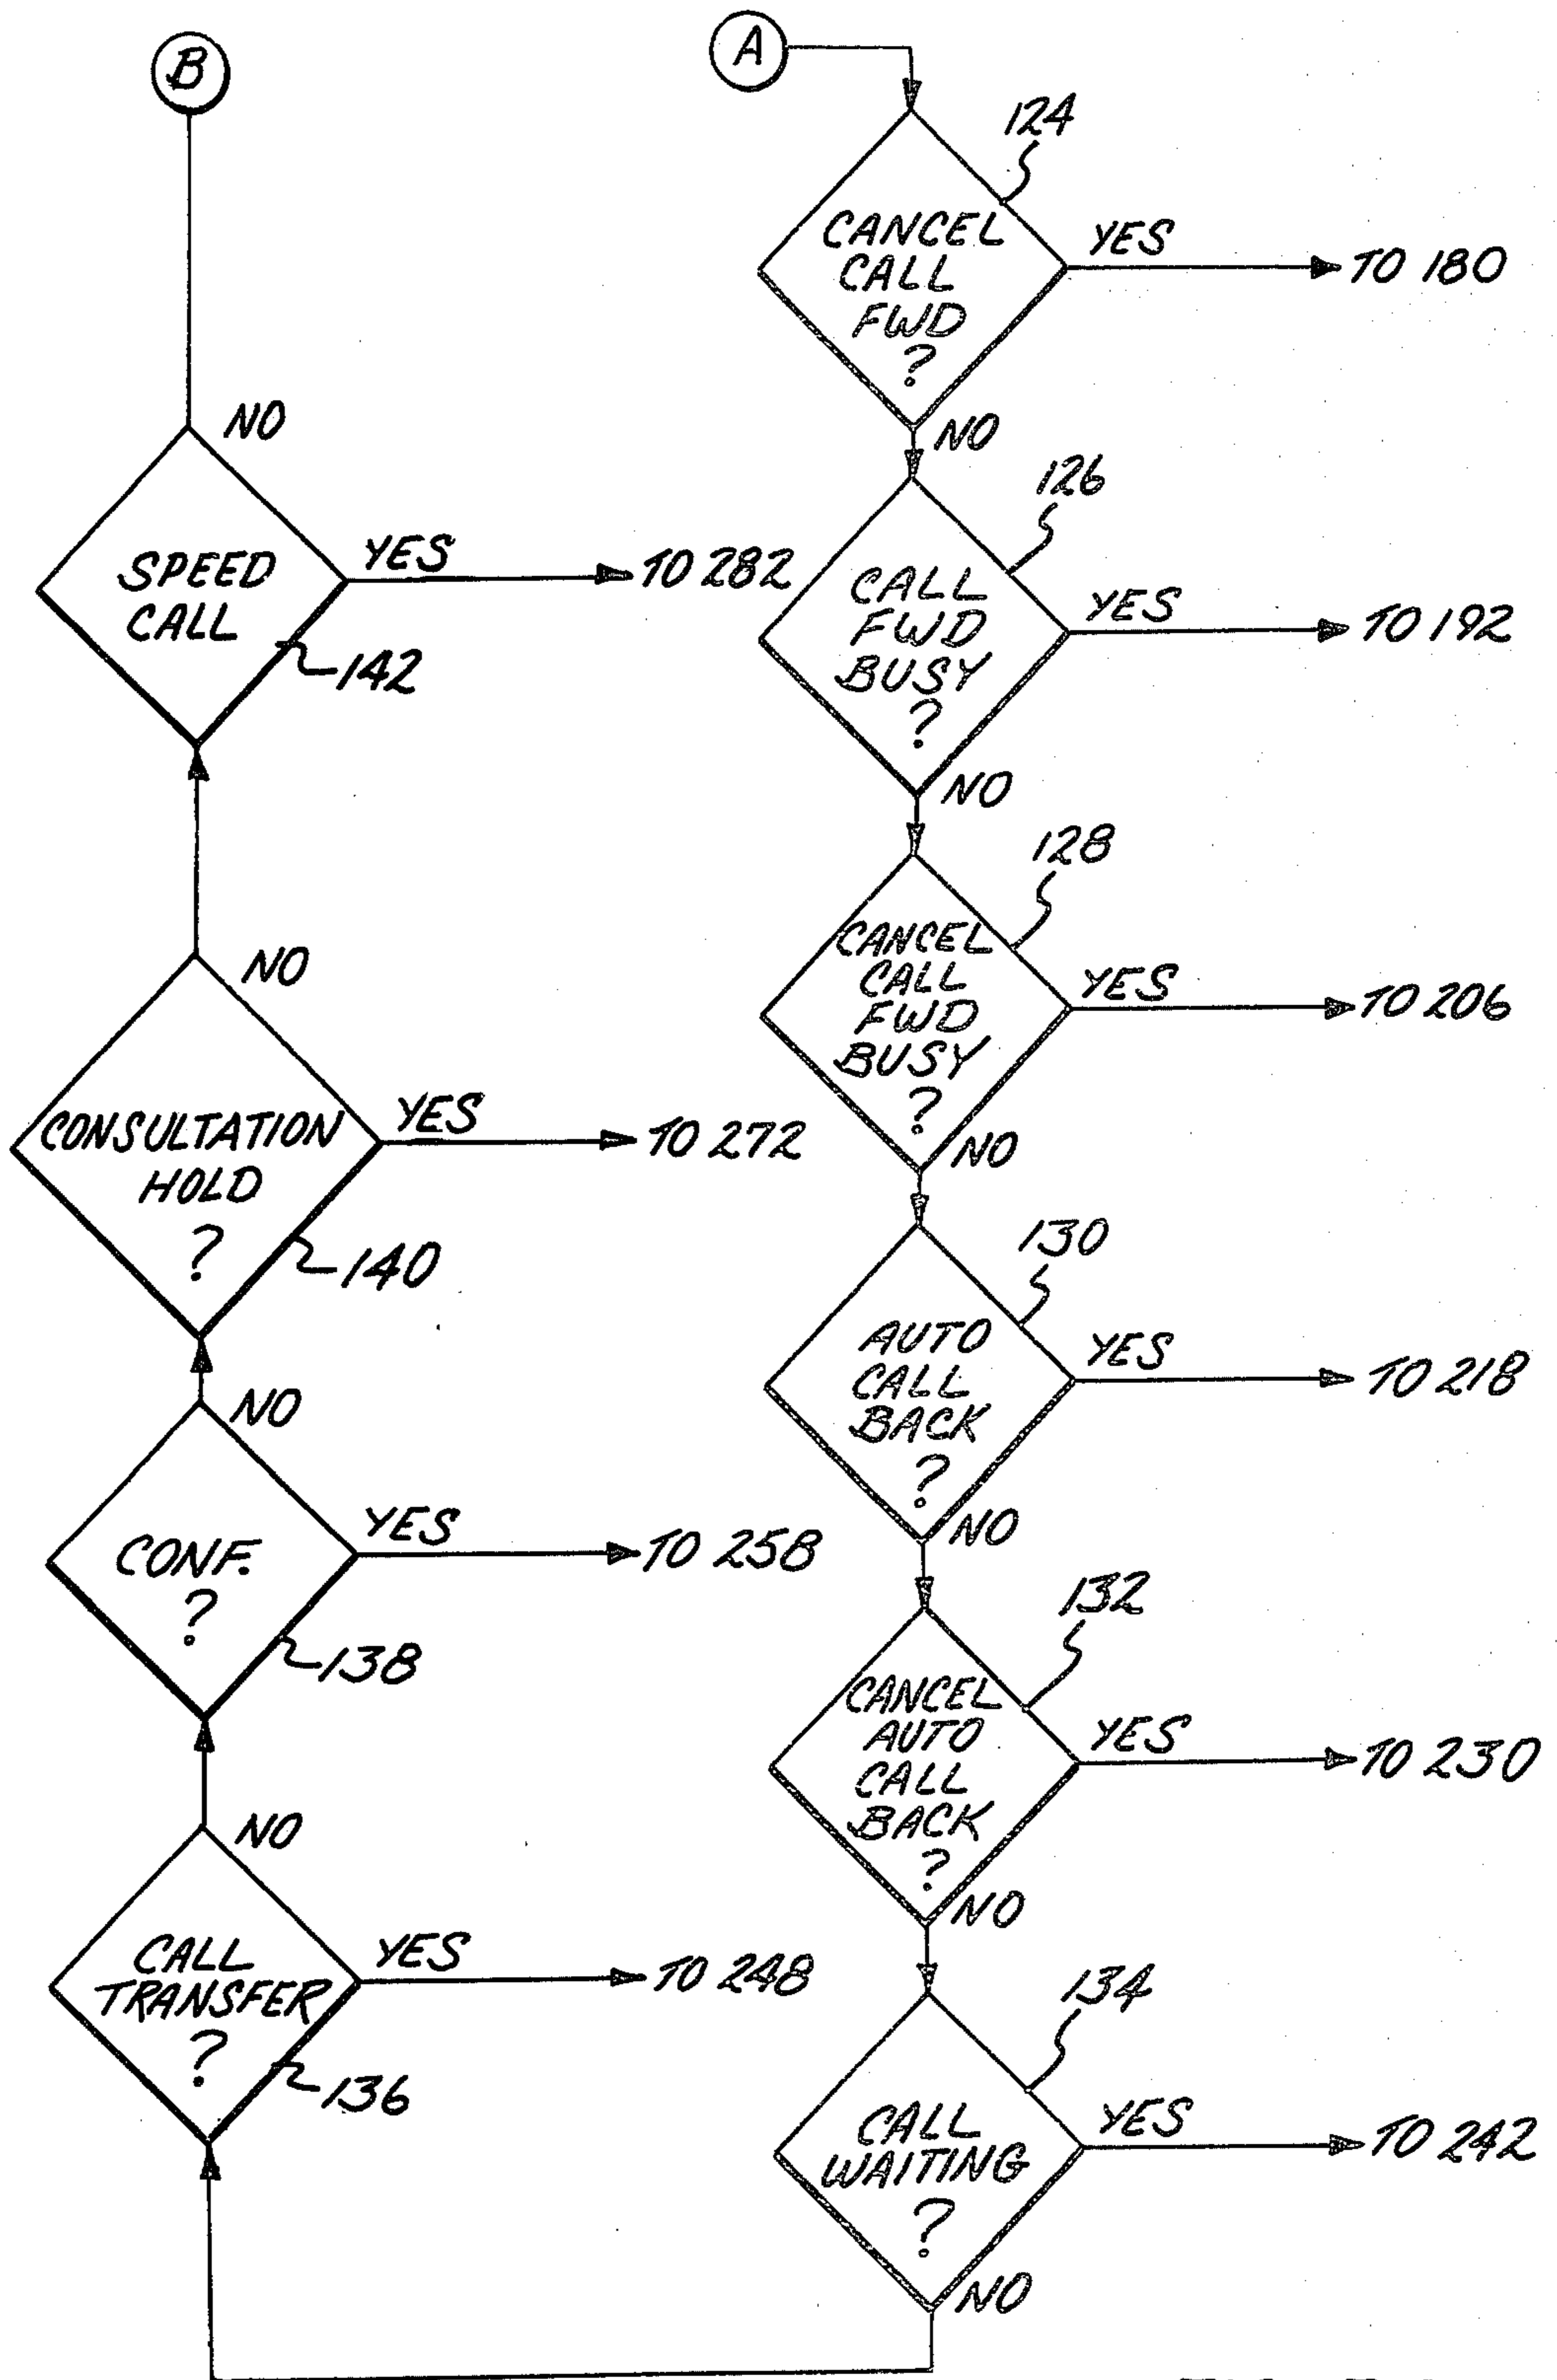 B
A
124
CANCEL
CALL
FWD
?
YES
TO 180
NO
126
CALL
FWD
BUSY
?
YES
TO 192
NO
128
CANCEL
CALL
FWD
BUSY
?
YES
TO 206
NO
130
AUTO
CALL
BACK
?
YES
TO 218
NO
132
CANCEL
AUTO
CALL
BACK
?
YES
TO 230
NO
134
CALL
WAITING
?
YES
TO 242
NO
CALL
TRANSFER
?
136
YES
TO 248
NO
CONF.
?
138
YES
TO 258
NO
CONSULTATION
HOLD
?
140
YES
TO 272
NO
SPEED
CALL
142
YES
TO 282
NO